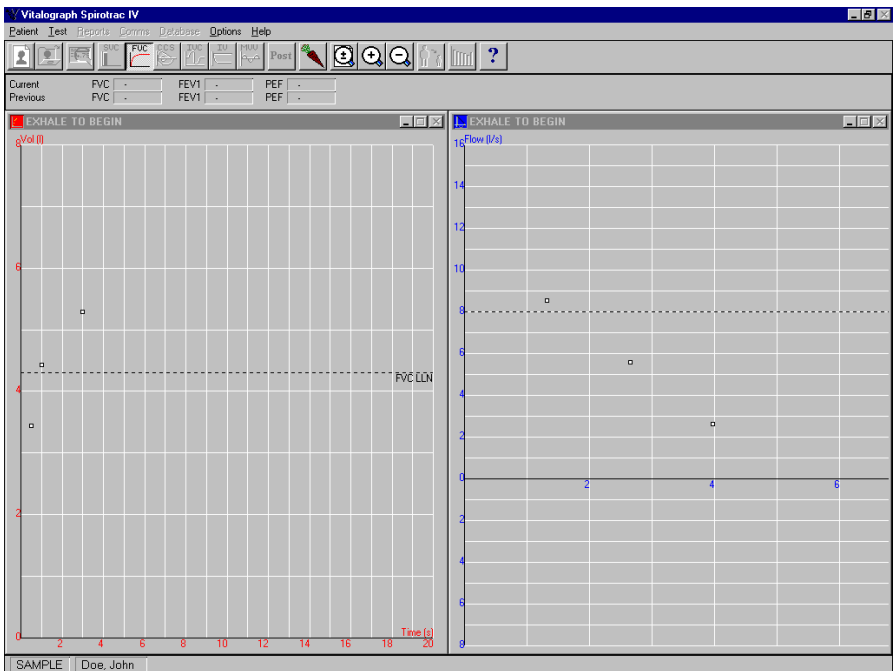 Vitalograph Spirotrac IV
Patient Test Reports Comms Database Options Help
SVC FVC CCS IVC IV MVV Post ?
Current FVC - FEV1 - PEF -
Previous FVC - FEV1 - PEF -
EXHALE TO BEGIN
Vol (l)
8
6
FVC LLN
4
2
0
Time (s)
2 4 6 8 10 12 14 16 18 20
EXHALE TO BEGIN
Flow (l/s)
16
14
12
10
8
6
4
2
0
2 4 6
2
4
6
8
SAMPLE Doe, John